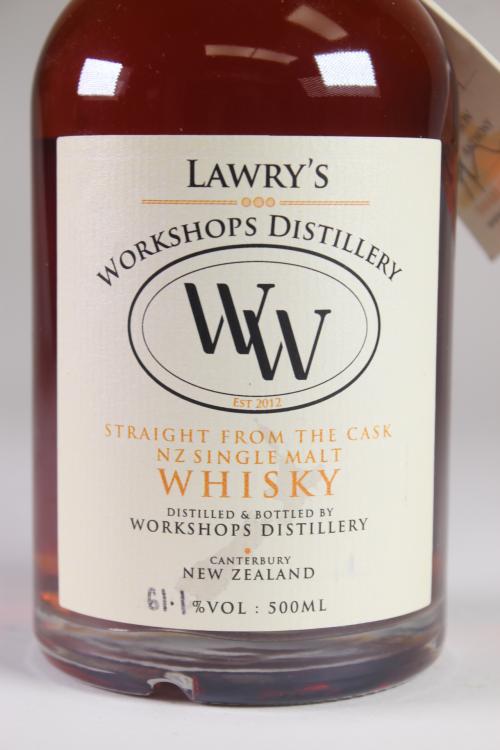 LAWRY'S
WORKSHOPS DISTILLERY
WW
EST 2012
STRAIGHT FROM THE CASK
NZ SINGLE MALT
WHISKY
DISTILLED & BOTTLED BY
WORKSHOPS DISTILLERY
CANTERBURY
NEW ZEALAND
61.1 %VOL : 500ML